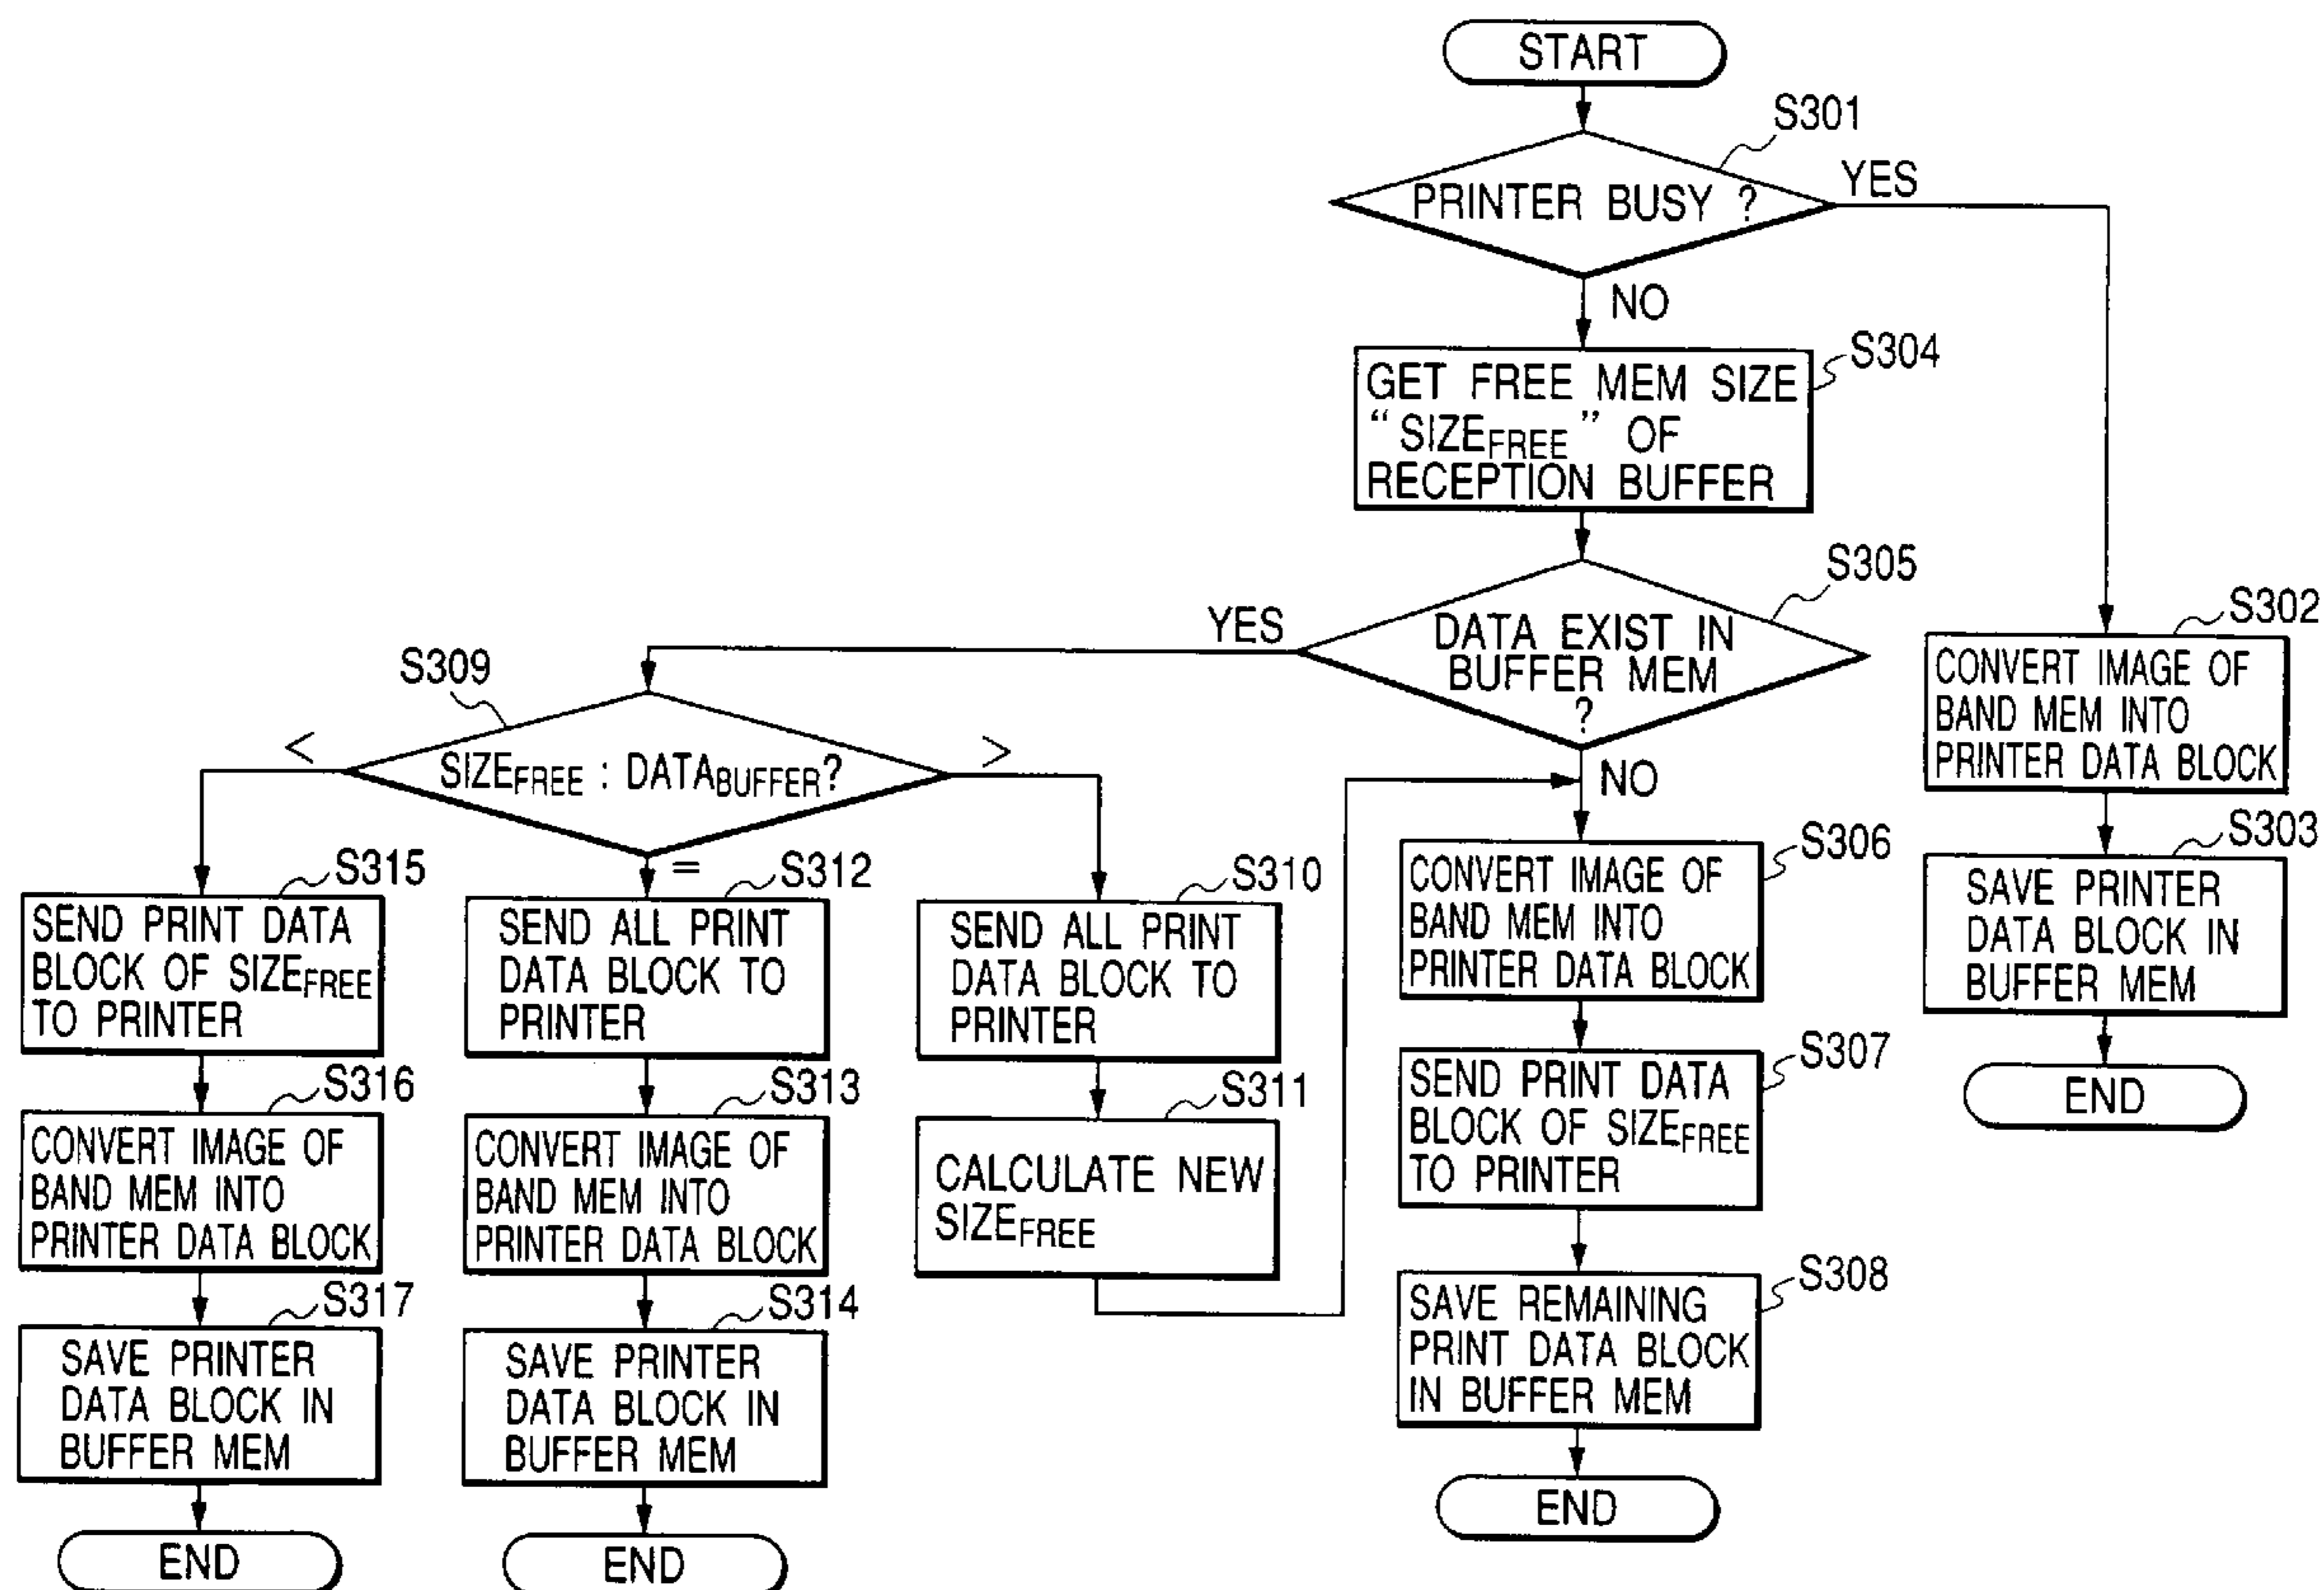 START
S301
PRINTER BUSY ?
YES
NO
S304
GET FREE MEM SIZE
“SIZEFREE” OF
RECEPTION BUFFER
S305
DATA EXIST IN
BUFFER MEM
?
YES
NO
S302
CONVERT IMAGE OF
BAND MEM INTO
PRINTER DATA BLOCK
S303
SAVE PRINTER
DATA BLOCK IN
BUFFER MEM
END
S309
SIZEFREE : DATABUFFER?
<
=
>
S315
SEND PRINT DATA
BLOCK OF SIZEFREE
TO PRINTER
S316
CONVERT IMAGE OF
BAND MEM INTO
PRINTER DATA BLOCK
S317
SAVE PRINTER
DATA BLOCK IN
BUFFER MEM
END
S312
SEND ALL PRINT
DATA BLOCK TO
PRINTER
S313
CONVERT IMAGE OF
BAND MEM INTO
PRINTER DATA BLOCK
S314
SAVE PRINTER
DATA BLOCK IN
BUFFER MEM
END
S310
SEND ALL PRINT
DATA BLOCK TO
PRINTER
S311
CALCULATE NEW
SIZEFREE
S306
CONVERT IMAGE OF
BAND MEM INTO
PRINTER DATA BLOCK
S307
SEND PRINT DATA
BLOCK OF SIZEFREE
TO PRINTER
S308
SAVE REMAINING
PRINT DATA BLOCK
IN BUFFER MEM
END